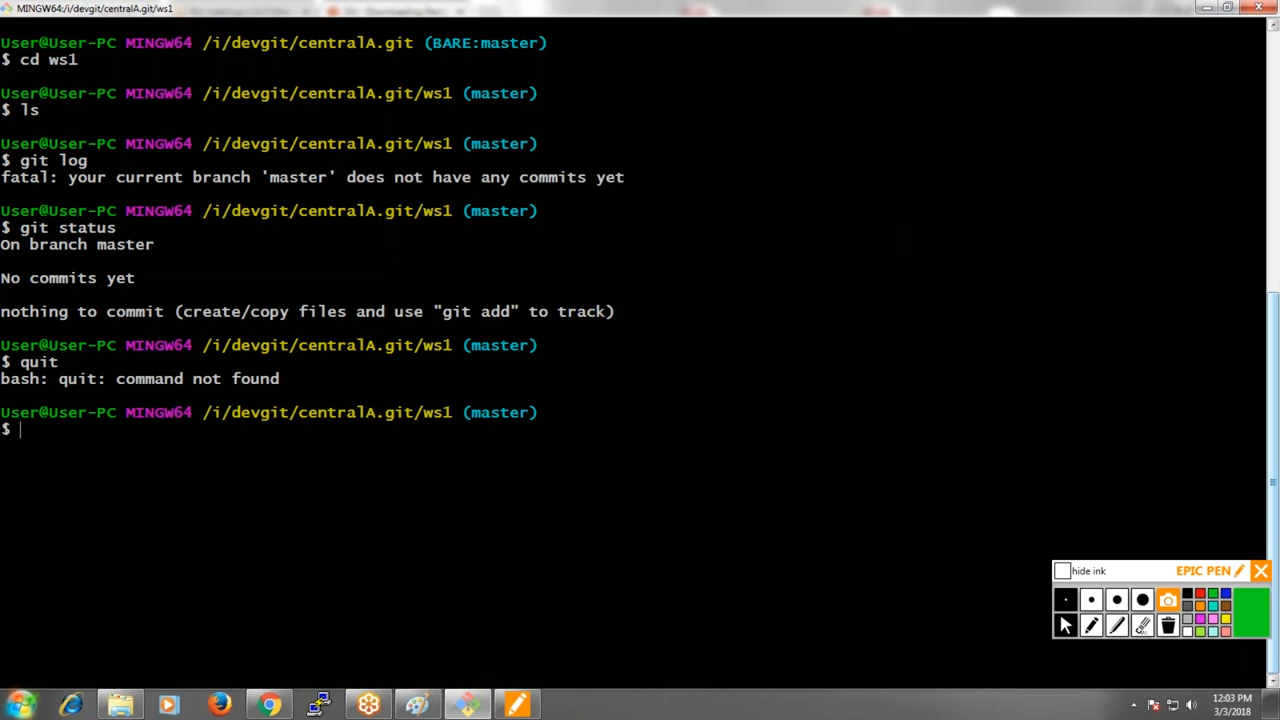 MINGW64:/i/devgit/centralA.git/ws1
User@User-PC MINGW64 /i/devgit/centralA.git (BARE:master)
$ cd ws1
User@User-PC MINGW64 /i/devgit/centralA.git/ws1 (master)
$ ls
User@User-PC MINGW64 /i/devgit/centralA.git/ws1 (master)
$ git log
fatal: your current branch 'master' does not have any commits yet
User@User-PC MINGW64 /i/devgit/centralA.git/ws1 (master)
$ git status
On branch master
No commits yet
nothing to commit (create/copy files and use "git add" to track)
User@User-PC MINGW64 /i/devgit/centralA.git/ws1 (master)
$ quit
bash: quit: command not found
User@User-PC MINGW64 /i/devgit/centralA.git/ws1 (master)
$
hide ink
EPIC PEN
12:03 PM
3/3/2018